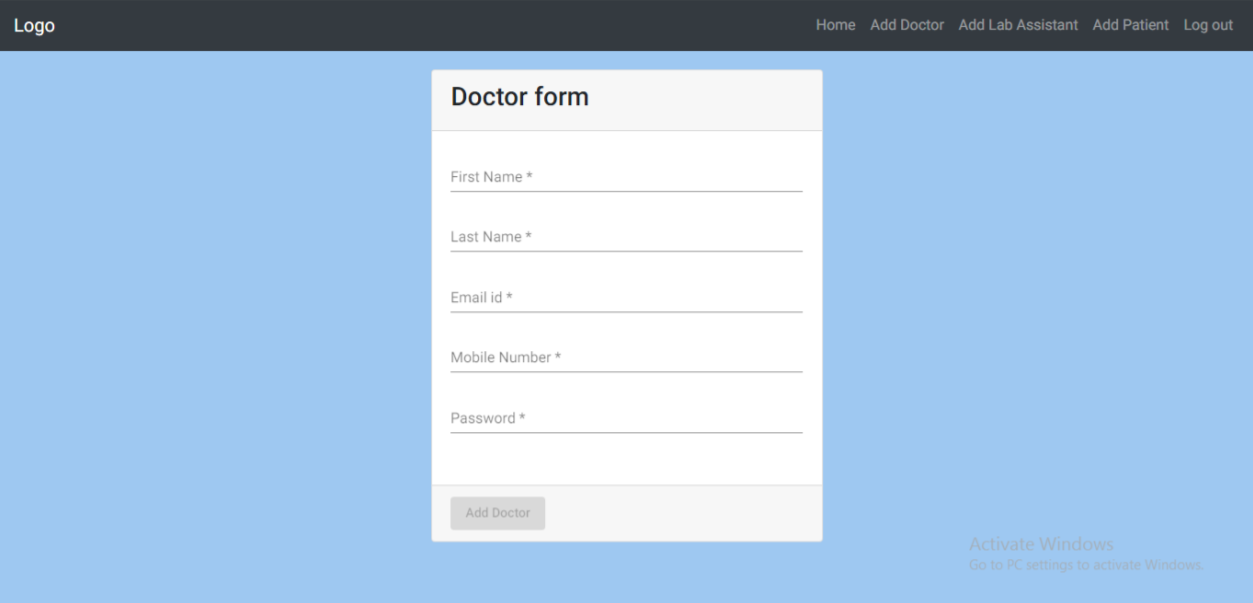 Logo Home Add Doctor Add Lab Assistant Add Patient Log out
Doctor form
First Name *
Last Name *
Email id *
Mobile Number *
Password *
Add Doctor
Activate Windows
Go to PC settings to activate Windows.